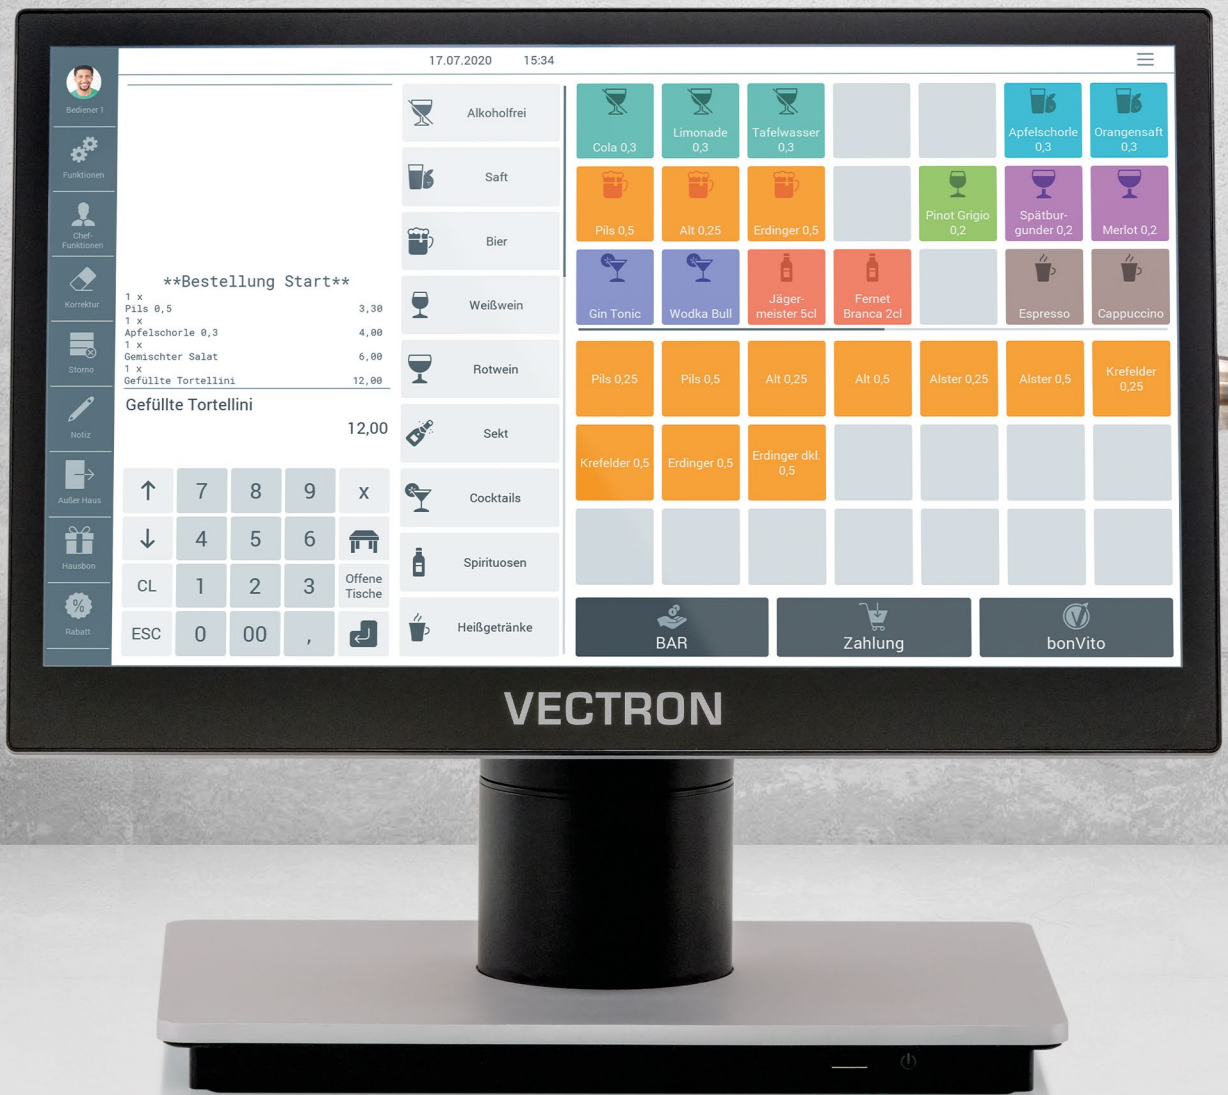 17.07.2020 15:34
Bediener 1
Funktionen
Chef-
Funktionen
Korrektur
Storno
Notiz
Außer Haus
Hausbon
%
Rabatt
**Bestellung Start**
1 x
Pils 0,5 3,30
1 x
Apfelschorle 0,3 4,00
1 x
Gemischter Salat 6,00
1 x
Gefüllte Tortellini 12,00
Gefüllte Tortellini
12,00
7 8 9 x
4 5 6
CL 1 2 3 Offene
Tische
ESC 0 00 ,
Alkoholfrei
Saft
Bier
Weißwein
Rotwein
Sekt
Cocktails
Spirituosen
Heißgetränke
Cola 0,3
Limonade
0,3
Tafelwasser
0,3
Apfelschorle
0,3
Orangensaft
0,3
Pils 0,5
Alt 0,25
Erdinger 0,5
Pinot Grigio
0,2
Spätbur-
gunder 0,2
Merlot 0,2
Gin Tonic
Wodka Bull
Jäger-
meister 5cl
Fernet
Branca 2cl
Espresso
Cappuccino
Pils 0,25
Pils 0,5
Alt 0,25
Alt 0,5
Alster 0,25
Alster 0,5
Krefelder
0,25
Krefelder 0,5
Erdinger 0,5
Erdinger dkl.
0,5
BAR
Zahlung
bonVito
VECTRON